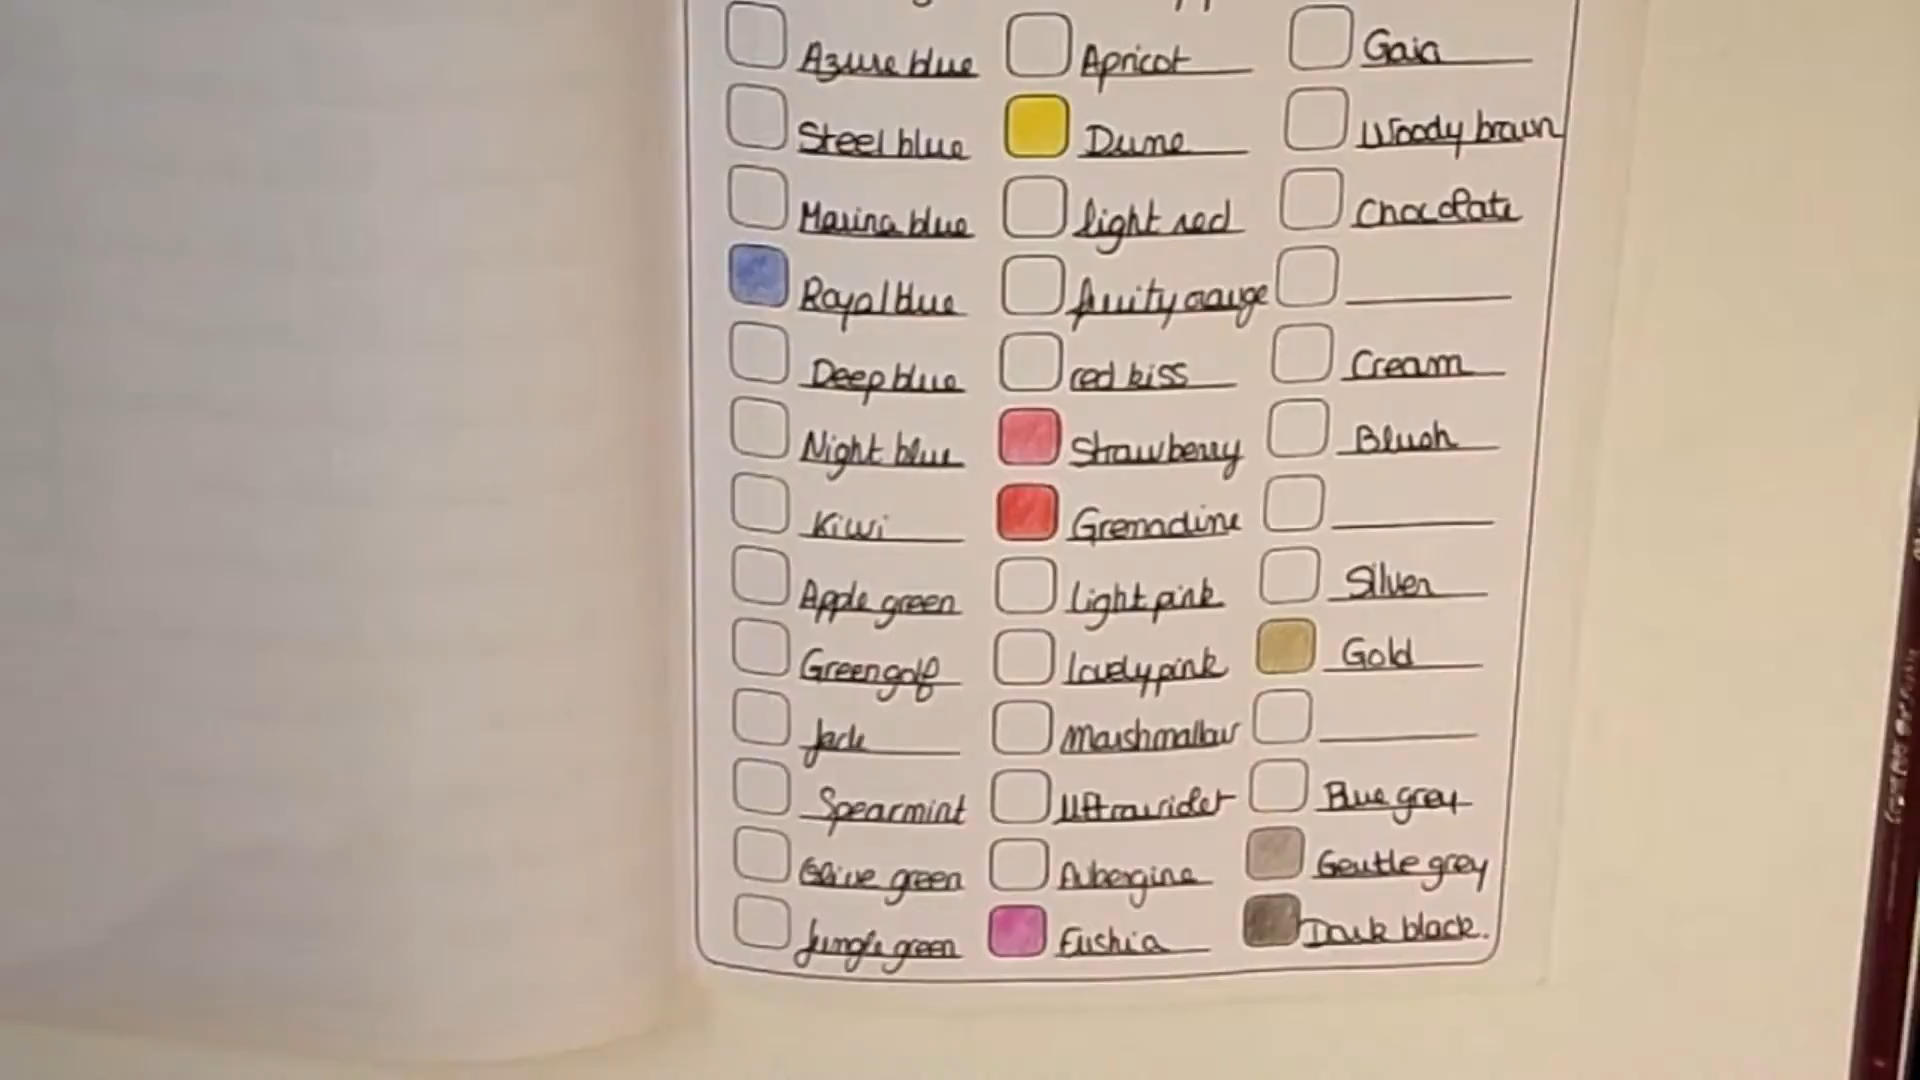 Azure blue Apricot Gaia
Steel blue Dune Woody brown
Marina blue light red Chocolate
Royal blue fruity orange
Deep blue red kiss Cream
Night blue Strawberry Blush
Kiwi Grenadine
Apple green light pink Silver
Green golf lovely pink Gold
Jade Marshmallow
Spearmint Ultraviolet Blue grey
Olive green Aubergine Gentle grey
Jungle green Fushia Dark black.